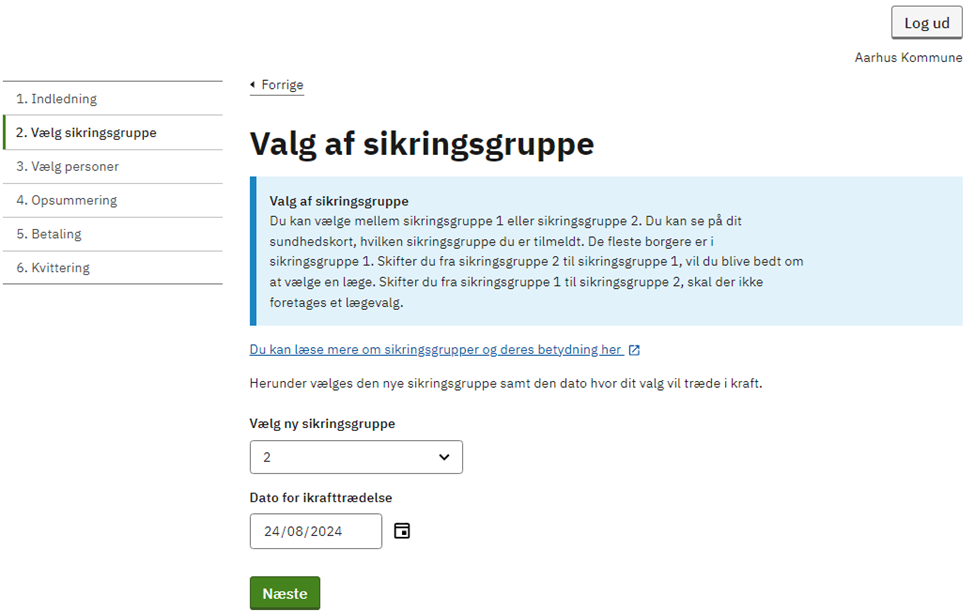 Log ud
Aarhus Kommune
1. Indledning
2. Vælg sikringsgruppe
3. Vælg personer
4. Opsummering
5. Betaling
6. Kvittering
Forrige
Valg af sikringsgruppe
Valg af sikringsgruppe
Du kan vælge mellem sikringsgruppe 1 eller sikringsgruppe 2. Du kan se på dit
sundhedskort, hvilken sikringsgruppe du er tilmeldt. De fleste borgere er i
sikringsgruppe 1. Skifter du fra sikringsgruppe 2 til sikringsgruppe 1, vil du blive bedt om
at vælge en læge. Skifter du fra sikringsgruppe 1 til sikringsgruppe 2, skal der ikke
foretages et lægevalg.
Du kan læse mere om sikringsgrupper og deres betydning her
Herunder vælges den nye sikringsgruppe samt den dato hvor dit valg vil træde i kraft.
Vælg ny sikringsgruppe
2
Dato for ikrafttrædelse
24/08/2024
Næste